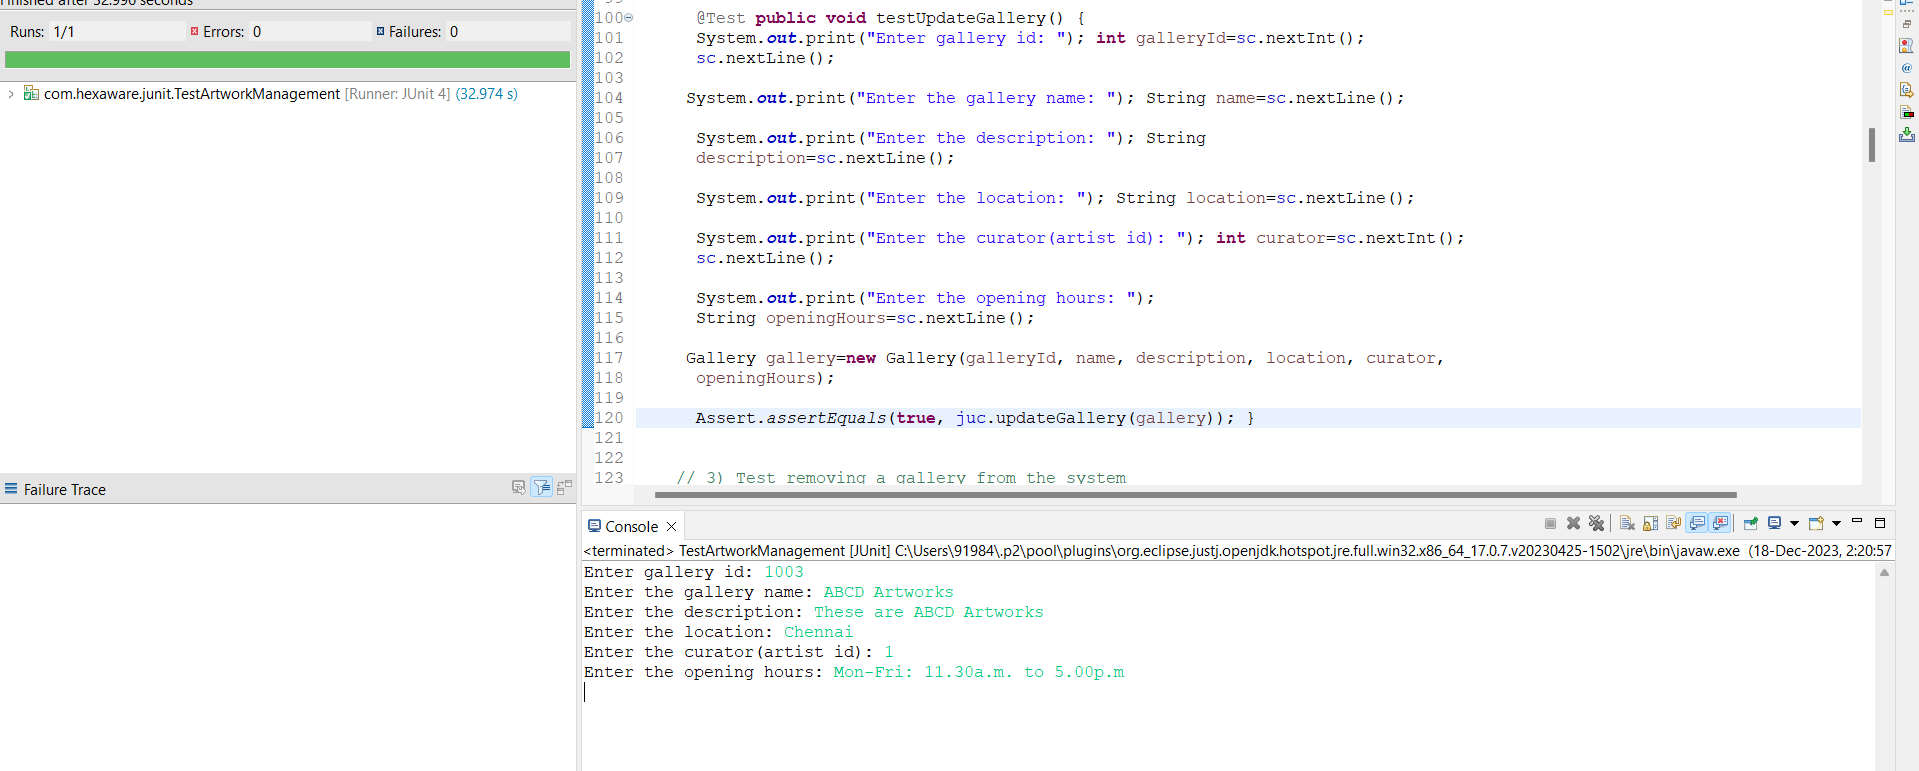 Finished after 32.996 seconds
Runs: 1/1 Errors: 0 Failures: 0
com.hexaware.junit.TestArtworkManagement [Runner: JUnit 4] (32.974 s)
Failure Trace
100 @Test public void testUpdateGallery() {
101 System.out.print("Enter gallery id: "); int galleryId=sc.nextInt();
102 sc.nextLine();
103
104 System.out.print("Enter the gallery name: "); String name=sc.nextLine();
105
106 System.out.print("Enter the description: "); String
107 description=sc.nextLine();
108
109 System.out.print("Enter the location: "); String location=sc.nextLine();
110
111 System.out.print("Enter the curator(artist id): "); int curator=sc.nextInt();
112 sc.nextLine();
113
114 System.out.print("Enter the opening hours: ");
115 String openingHours=sc.nextLine();
116
117 Gallery gallery=new Gallery(galleryId, name, description, location, curator,
118 openingHours);
119
120 Assert.assertEquals(true, juc.updateGallery(gallery)); }
121
122
123 // 3) Test removing a gallery from the system
Console
<terminated> TestArtworkManagement [JUnit] C:\Users\91984\.p2\pool\plugins\org.eclipse.justj.openjdk.hotspot.jre.full.win32.x86_64_17.0.7.v20230425-1502\jre\bin\javaw.exe (18-Dec-2023, 2:20:57
Enter gallery id: 1003
Enter the gallery name: ABCD Artworks
Enter the description: These are ABCD Artworks
Enter the location: Chennai
Enter the curator(artist id): 1
Enter the opening hours: Mon-Fri: 11.30a.m. to 5.00p.m